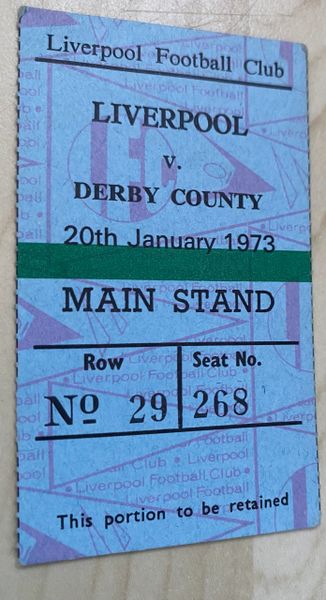 Liverpool Football Club
LIVERPOOL
v.
DERBY COUNTY
20th January 1973
MAIN STAND
Row
Seat No.
Nº 29
268
This portion to be retained